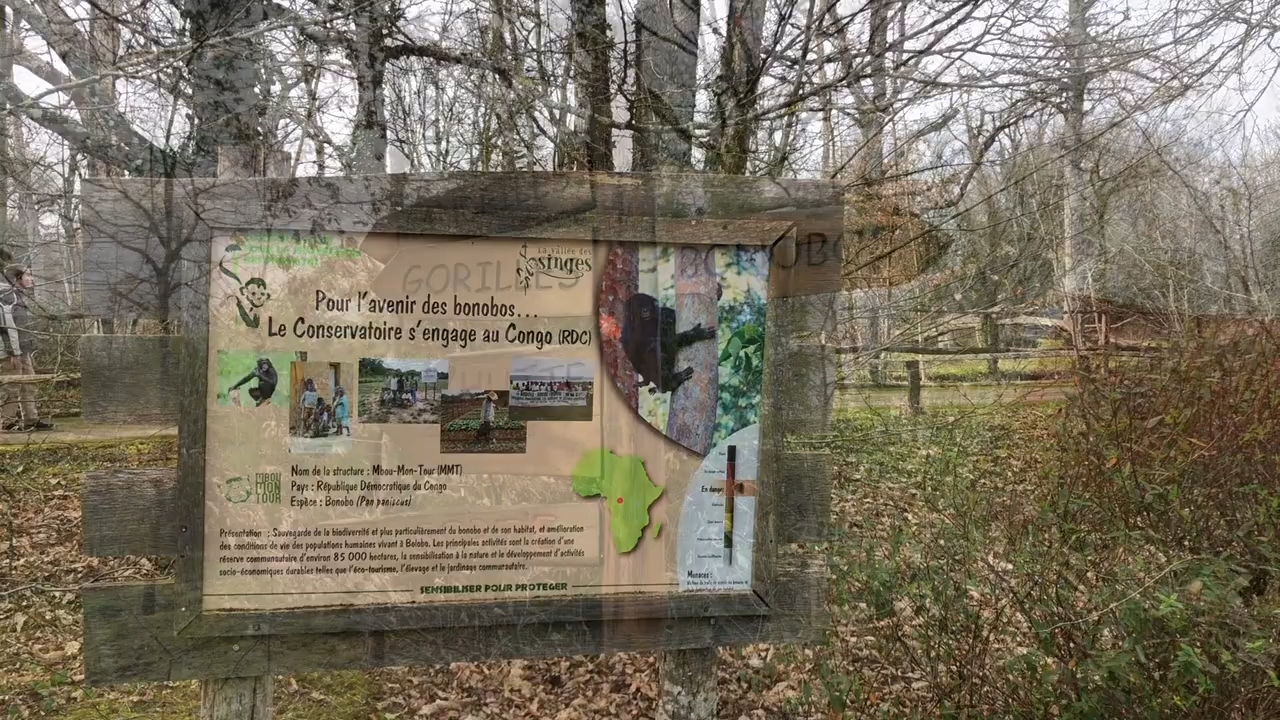 La vallée des
singes
GORILLES
BONOBO
Pour l'avenir des bonobos...
Le Conservatoire s'engage au Congo (RDC)
MBOU
MON
TOUR
Nom de la structure : Mbou-Mon-Tour (MMT)
Pays : République Démocratique du Congo
Espèce : Bonobo (Pan paniscus)
En danger
Présentation : Sauvegarde de la biodiversité et plus particulièrement du bonobo et de son habitat, et amélioration
des conditions de vie des populations humaines vivant à Bolobo. Les principales activités sont la création d'une
réserve communautaire d'environ 85 000 hectares, la sensibilisation à la nature et le développement d'activités
socio-économiques durables telles que l'éco-tourisme, l'élevage et le jardinage communautaire.
Menaces :
SENSIBILISER POUR PROTEGER